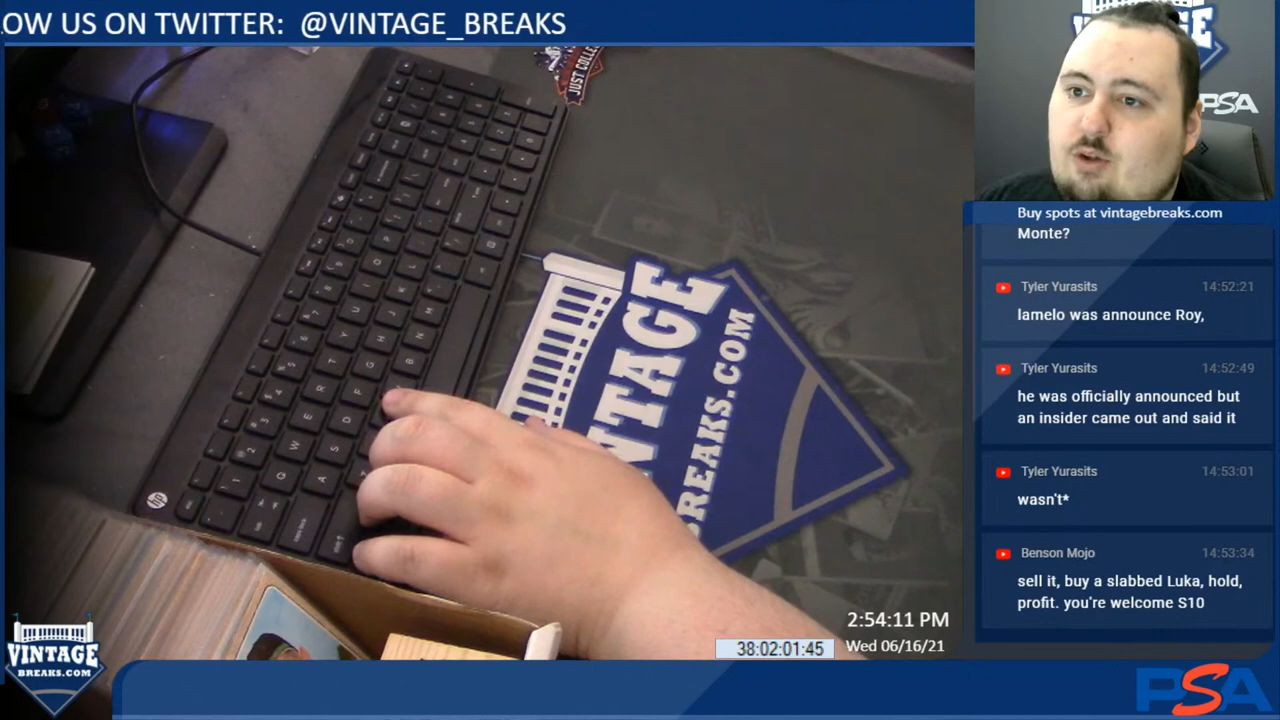 OW US ON TWITTER: @VINTAGE_BREAKS
JUST COLL
PSA
Buy spots at vintagebreaks.com
Monte?
Tyler Yurasits 14:52:21
lamelo was announce Roy,
Tyler Yurasits 14:52:49
he was officially announced but
an insider came out and said it
Tyler Yurasits 14:53:01
wasn't*
Benson Mojo 14:53:34
sell it, buy a slabbed Luka, hold,
profit. you're welcome S10
NTAGE
BREAKS.COM
hp
2:54:11 PM
38:02:01:45 Wed 06/16/21
VINTAGE
BREAKS.COM
PSA